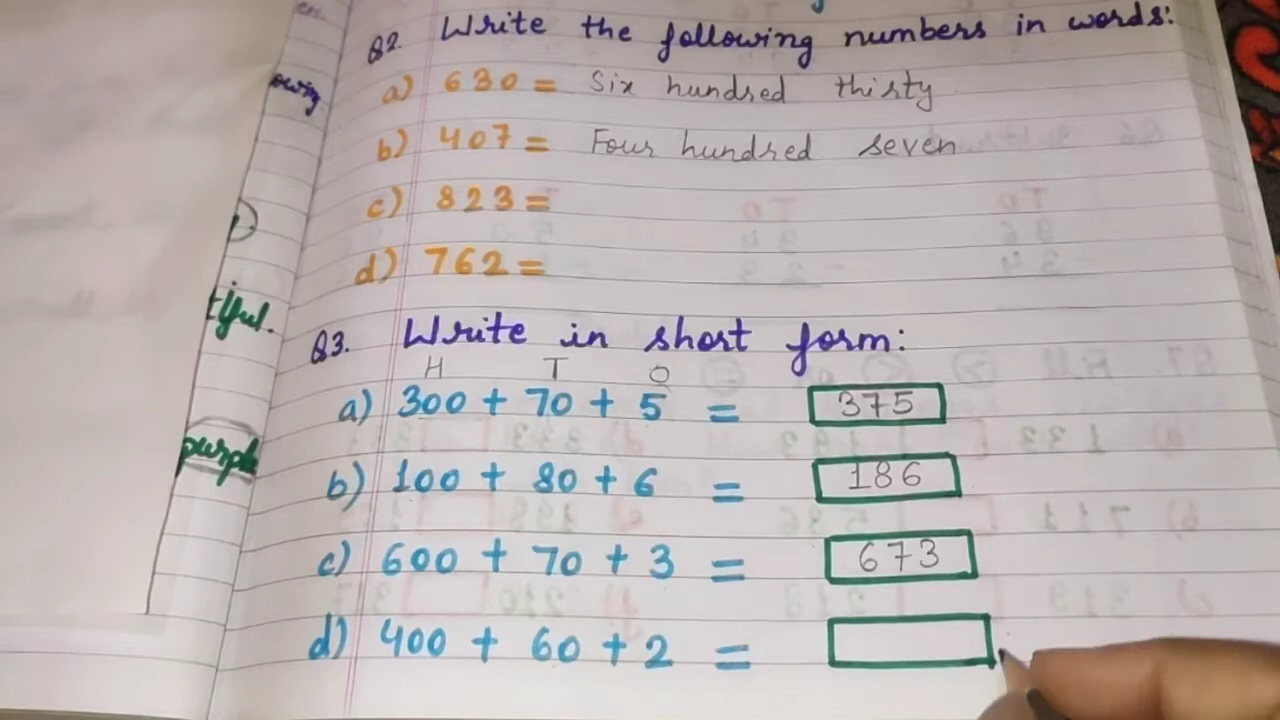 Q2. Write the following numbers in words:
a) 630 = Six hundred thirty
b) 407 = Four hundred seven
c) 823 =
d) 762 =
Q3. Write in short form:
H T O
a) 300 + 70 + 5 = 375
b) 100 + 80 + 6 = 186
c) 600 + 70 + 3 = 673
d) 400 + 60 + 2 =